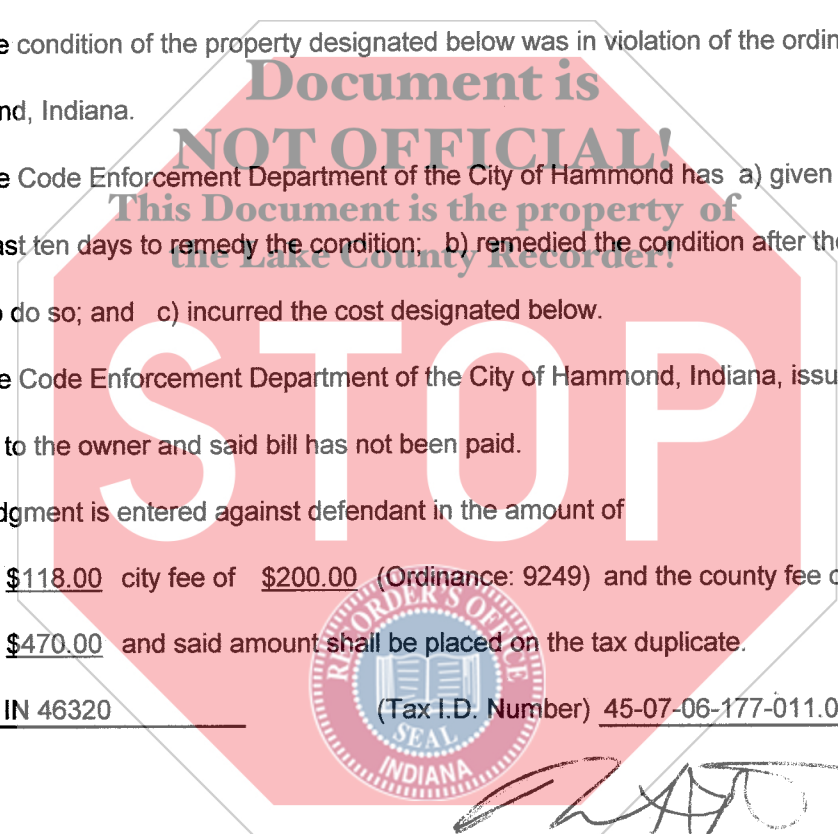 e condition of the property designated below was in violation of the ordin
Document is
nd, Indiana.
NOT OFFICIAL!
e Code Enforcement Department of the City of Hammond has a) given
This Document is the property of
ast ten days to remedy the condition; b) remedied the condition after the
the Lake County Recorder!
o do so; and c) incurred the cost designated below.
e Code Enforcement Department of the City of Hammond, Indiana, issu
STOP
to the owner and said bill has not been paid.
dgment is entered against defendant in the amount of
$118.00 city fee of $200.00 (Ordinance: 9249) and the county fee o
$470.00 and said amount shall be placed on the tax duplicate.
IN 46320 (Tax I.D. Number) 45-07-06-177-011.0
RECORDER'S OFFICE
SEAL
INDIANA